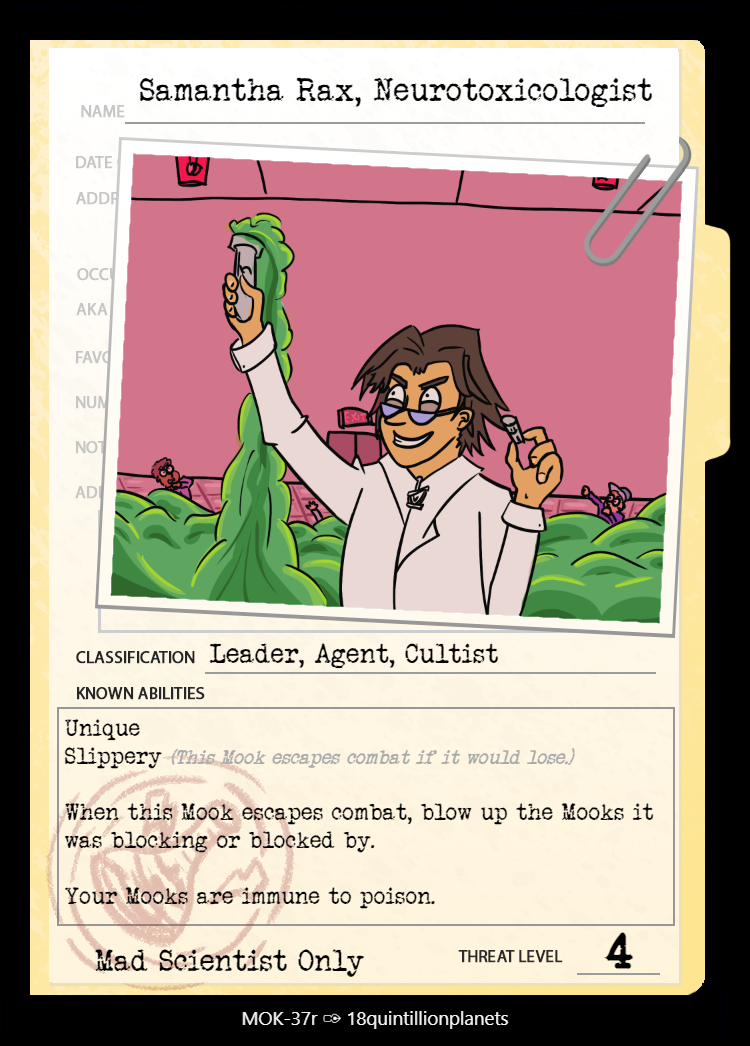 Samantha Rax, Neurotoxicologist
NAME
DATE
ADDR
OCCU
AKA
FAVO
NUM
NOT
ADI
EXIT
CLASSIFICATION Leader, Agent, Cultist
KNOWN ABILITIES
Unique
Slippery (This Mook escapes combat if it would lose.)
When this Mook escapes combat, blow up the Mooks it
was blocking or blocked by.
Your Mooks are immune to poison.
Mad Scientist Only
THREAT LEVEL 4
MOK-37r ➾ 18quintillionplanets